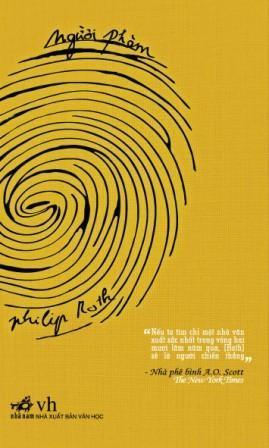 người phàm
philip Roth
“Nếu ta tìm chỉ một nhà văn
xuất sắc nhất trong vòng hai
mươi lăm năm qua, (Roth)
sẽ là người chiến thắng”
- Nhà phê bình A.O. Scott
The New York Times
vh
nhã nam NHÀ XUẤT BẢN VĂN HỌC